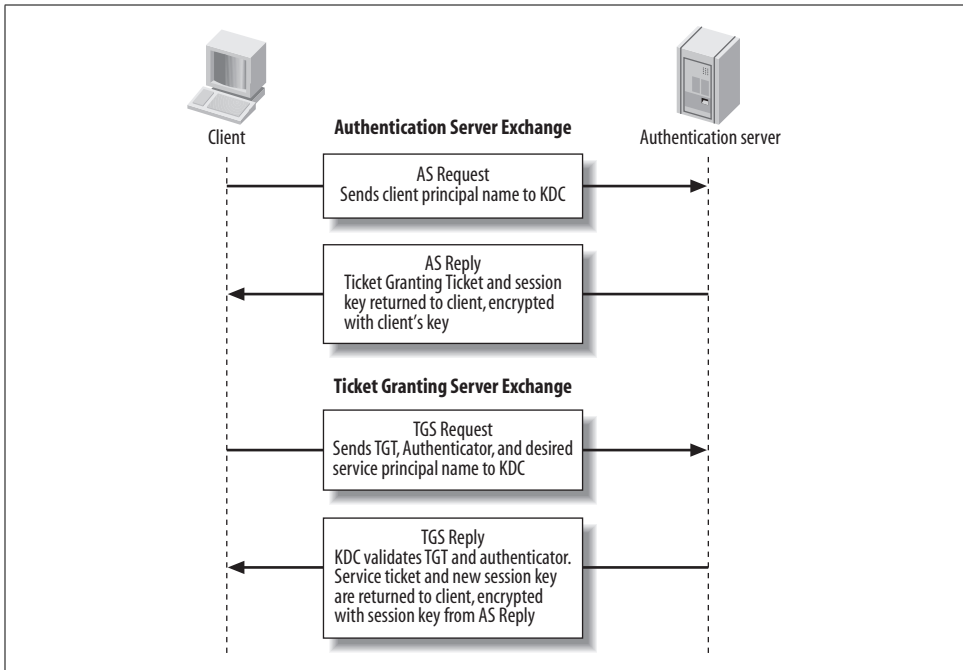 Client
Authentication server
Authentication Server Exchange
AS Request
Sends client principal name to KDC
AS Reply
Ticket Granting Ticket and session
key returned to client, encrypted
with client's key
Ticket Granting Server Exchange
TGS Request
Sends TGT, Authenticator, and desired
service principal name to KDC
TGS Reply
KDC validates TGT and authenticator.
Service ticket and new session key
are returned to client, encrypted
with session key from AS Reply